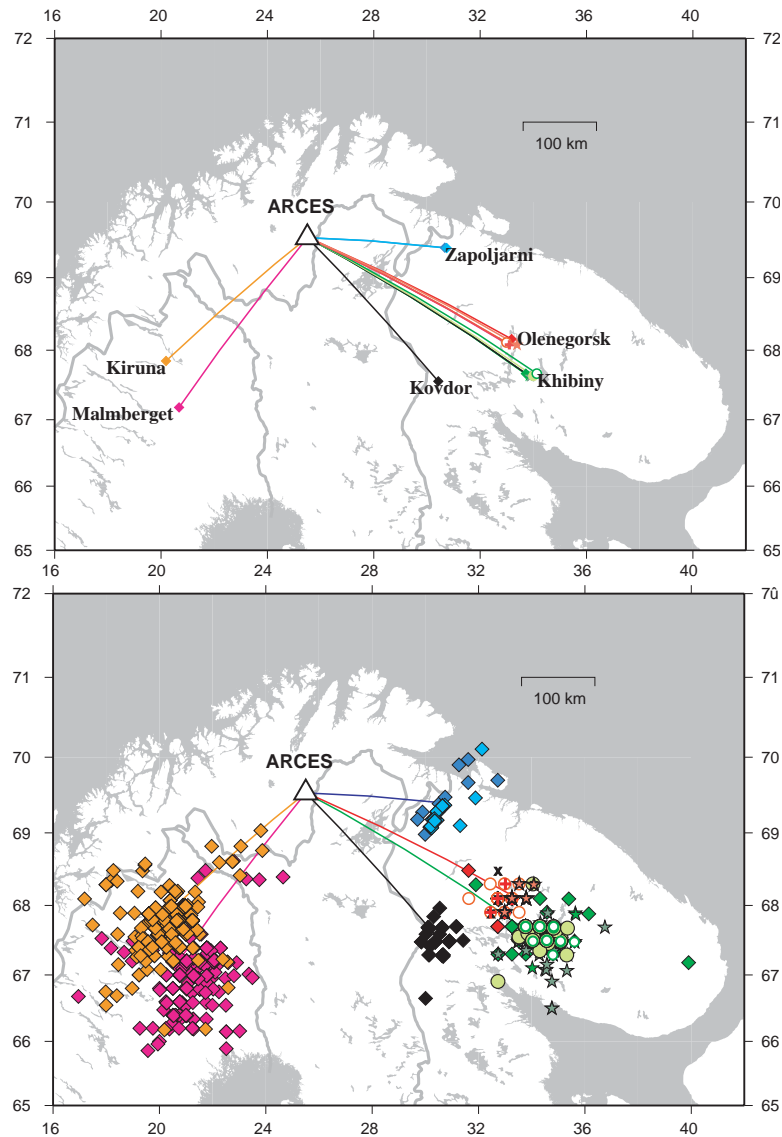 16 20 24 28 32 36 40
72 72
71 71
100 km
70 70
ARCES
Zapoljarni
69 69
Olenegorsk
68 68
Kiruna
Khibiny
Kovdor
67 67
Malmberget
66 66
65 65
16 20 24 28 32 36 40
72 7û
71 71
100 km
70 70
ARCES
69 69
x
68 68
67 67
66 66
65 65
16 20 24 28 32 36 40